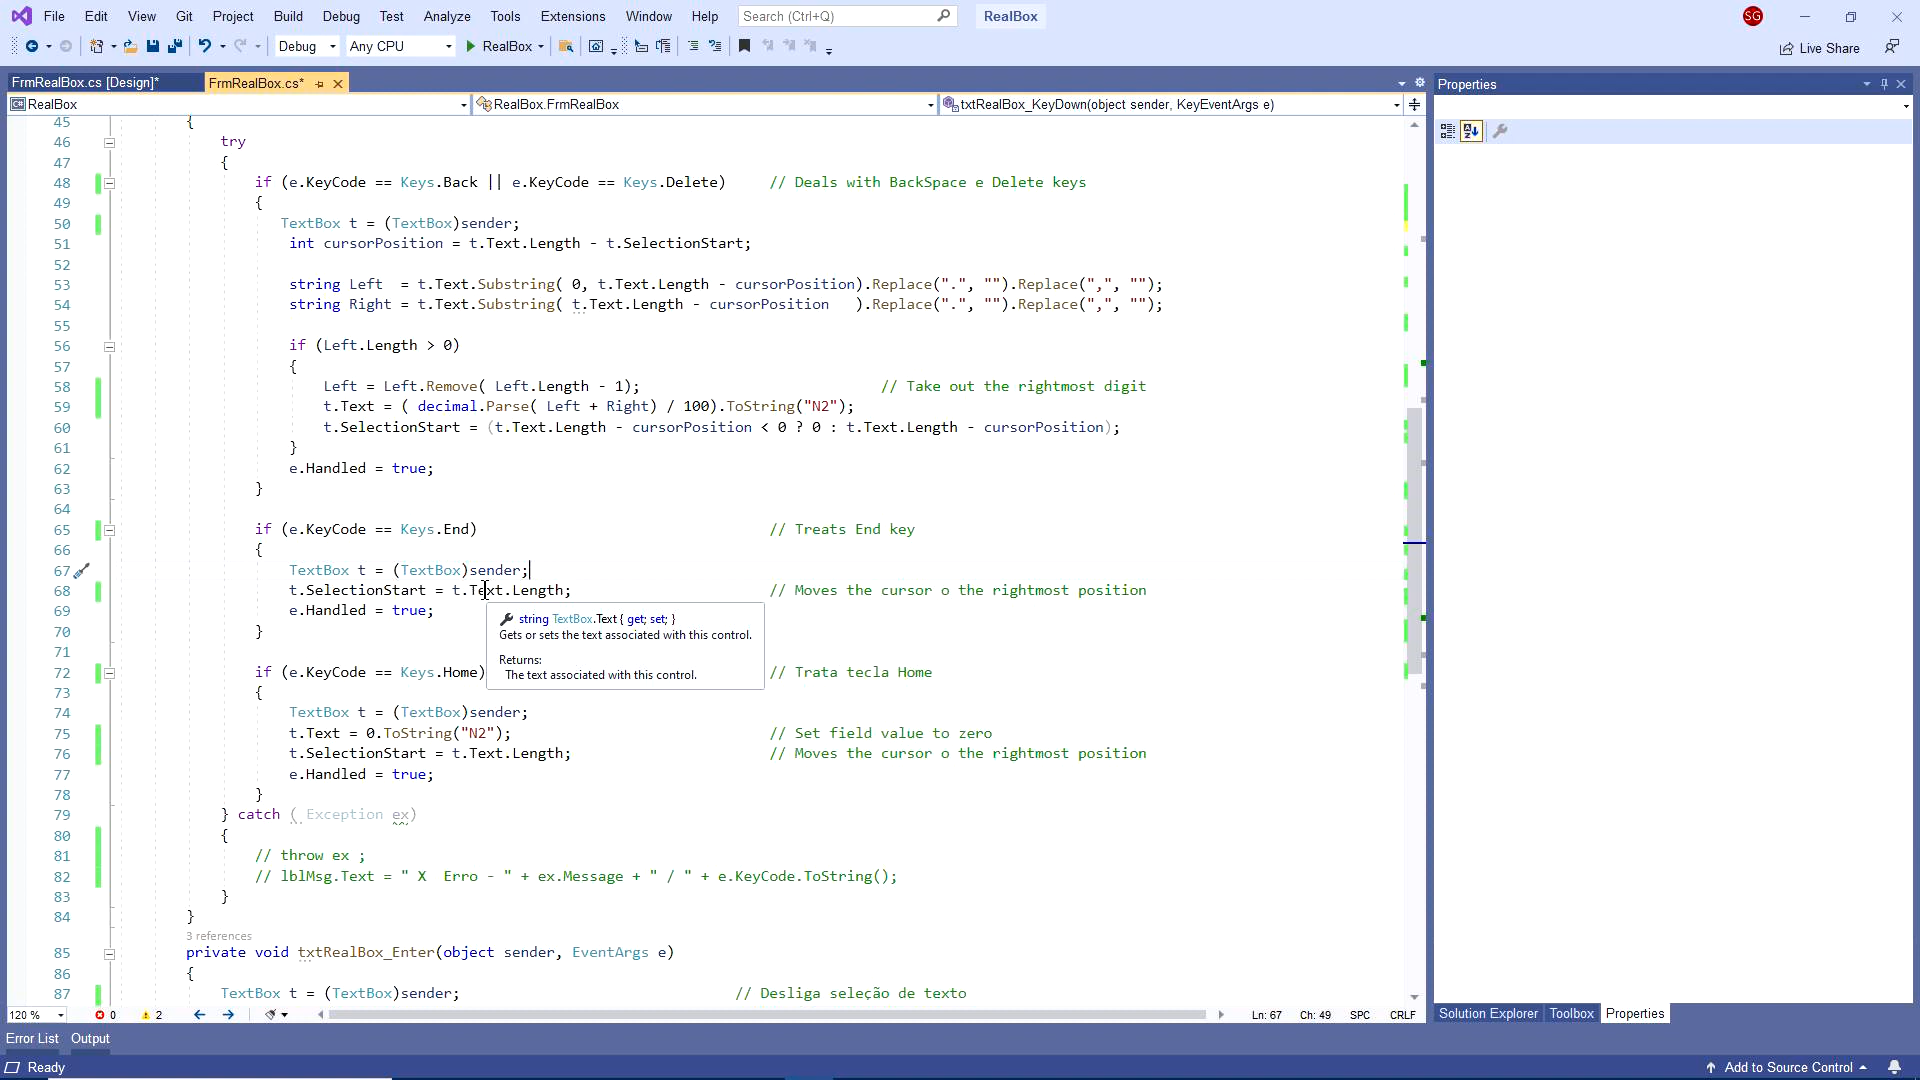 File Edit View Git Project Build Debug Test Analyze Tools Extensions Window Help Search (Ctrl+Q) RealBox SG
Debug Any CPU RealBox Live Share
FrmRealBox.cs [Design]* FrmRealBox.cs* Properties
C# RealBox RealBox.FrmRealBox txtRealBox_KeyDown(object sender, KeyEventArgs e)
45 {
46 try
47 {
48 if (e.KeyCode == Keys.Back || e.KeyCode == Keys.Delete) // Deals with BackSpace e Delete keys
49 {
50 TextBox t = (TextBox)sender;
51 int cursorPosition = t.Text.Length - t.SelectionStart;
52
53 string Left = t.Text.Substring( 0, t.Text.Length - cursorPosition).Replace(".", "").Replace(",", "");
54 string Right = t.Text.Substring( t.Text.Length - cursorPosition ).Replace(".", "").Replace(",", "");
55
56 if (Left.Length > 0)
57 {
58 Left = Left.Remove( Left.Length - 1); // Take out the rightmost digit
59 t.Text = ( decimal.Parse( Left + Right) / 100).ToString("N2");
60 t.SelectionStart = (t.Text.Length - cursorPosition < 0 ? 0 : t.Text.Length - cursorPosition);
61 }
62 e.Handled = true;
63 }
64
65 if (e.KeyCode == Keys.End) // Treats End key
66 {
67 TextBox t = (TextBox)sender;
68 t.SelectionStart = t.Text.Length; // Moves the cursor o the rightmost position
69 e.Handled = true;
string TextBox.Text { get; set; }
Gets or sets the text associated with this control.
Returns:
The text associated with this control.
70 }
71
72 if (e.KeyCode == Keys.Home) // Trata tecla Home
73 {
74 TextBox t = (TextBox)sender;
75 t.Text = 0.ToString("N2"); // Set field value to zero
76 t.SelectionStart = t.Text.Length; // Moves the cursor o the rightmost position
77 e.Handled = true;
78 }
79 } catch ( Exception ex)
80 {
81 // throw ex ;
82 // lblMsg.Text = " X  Erro - " + ex.Message + " / " + e.KeyCode.ToString();
83 }
84 }
3 references
85 private void txtRealBox_Enter(object sender, EventArgs e)
86 {
87 TextBox t = (TextBox)sender; // Desliga seleção de texto
120 % 0 2 Ln: 67 Ch: 49 SPC CRLF Solution Explorer Toolbox Properties
Error List Output
Ready Add to Source Control